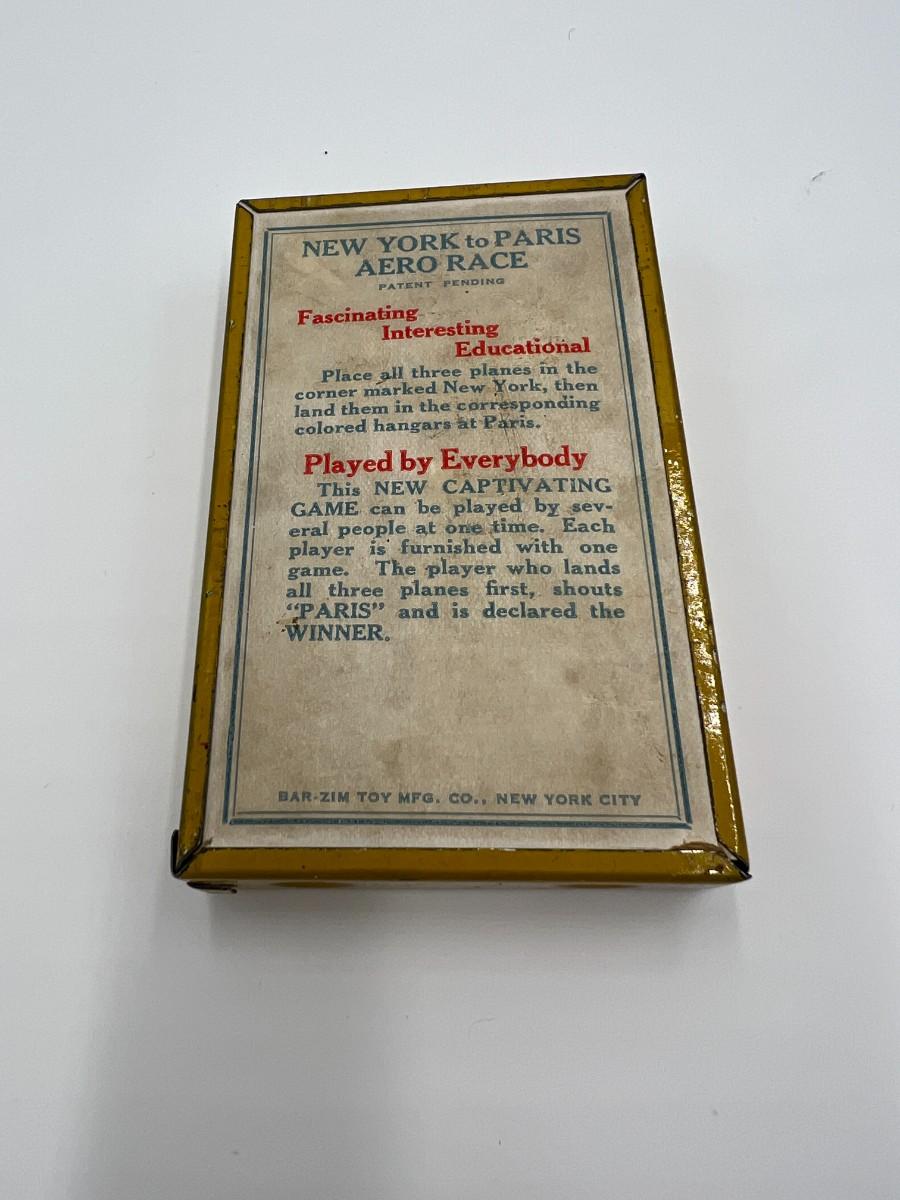 NEW YORK to PARIS
AERO RACE
PATENT PENDING
Fascinating
Interesting
Educational
Place all three planes in the
corner marked New York, then
land them in the corresponding
colored hangars at Paris.
Played by Everybody
This NEW CAPTIVATING
GAME can be played by sev-
eral people at one time. Each
player is furnished with one
game. The player who lands
all three planes first, shouts
“PARIS” and is declared the
WINNER.
BAR-ZIM TOY MFG. CO., NEW YORK CITY